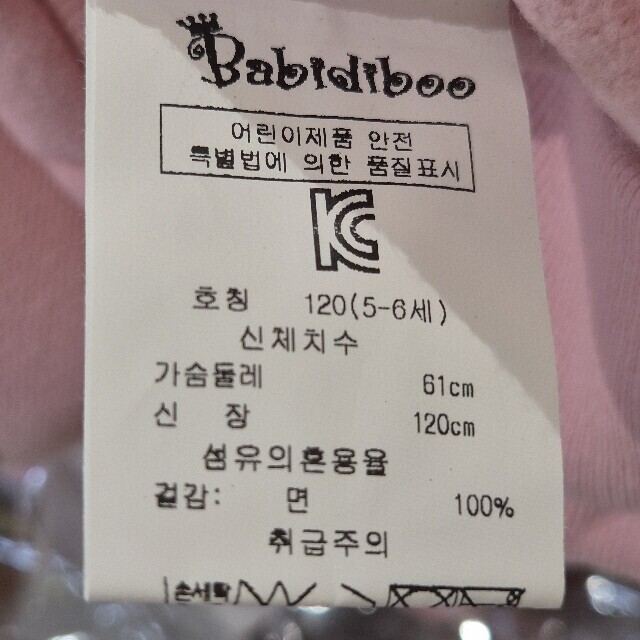 Babidiboo
어린이제품 안전
특별법에 의한 품질표시
KC
호칭 120(5-6세)
신체치수
가슴둘레 61cm
신 장 120cm
섬유의혼용율
겉감: 면 100%
취급주의
손세탁